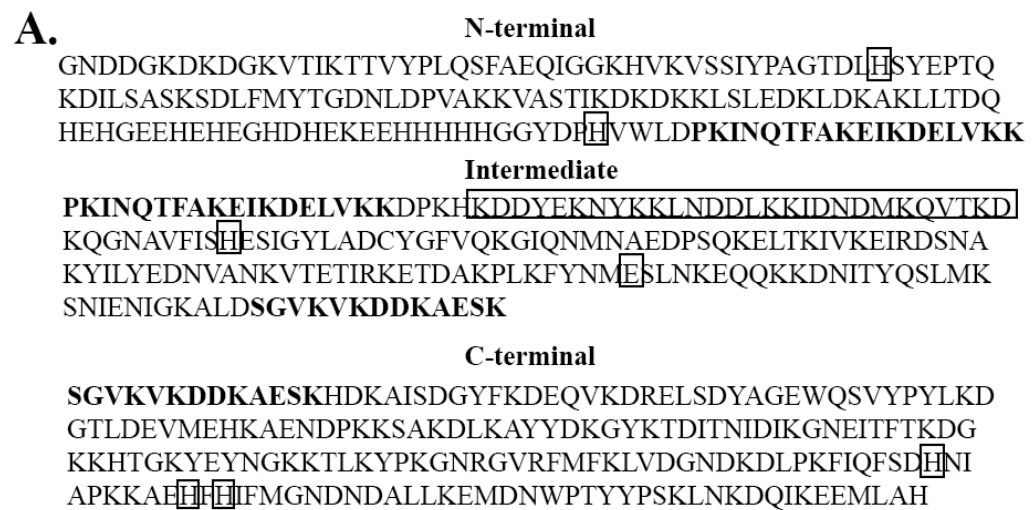 A.
N-terminal
GNDDGKDKDGKVTIKTTVYPLQSFAEQIGGKHVKVSSIYPAGTDLHSYEPTQ
KDILSASKSDLFMYTGDNLDPVAKKVASTIKDKDKKLSLEDKLDKAKLLTDQ
HEHGEEHEHEGHDHEKEEHHHHHGGYDPHVWLDPKINQTFAKEIKDELVKK
Intermediate
PKINQTFAKEIKDELVKKDPKHKDDYEKNYKKLNDDLKKIDNDMKQVTKD
KQGNAVFISHESIGYLADCYGFVQKGIQNMNAEDPSQKELTKIVKEIRDSNA
KYILYEDNVANKVTETIRKETDAKPLKFYNMESLNKEQQKKDNITYQSLMK
SNIENIGKALDSGVKVKDDKAESK
C-terminal
SGVKVKDDKAESKHDKAISDGYFKDEQVKDRELSDYAGEWQSVYPYLKD
GTLDEVMEHKAENDPKKSAKDLKAYYDKGYKTDITNIDIKGNEITFTKDG
KKHTGKYEYNGKKTLKYPKGNRGVRFMFKLVDGNDKDLPKFIQFSDHNI
APKKAEHFHIFMGNDNDALLKEMDNWPTYYPSKLNKDQIKEEMLAH